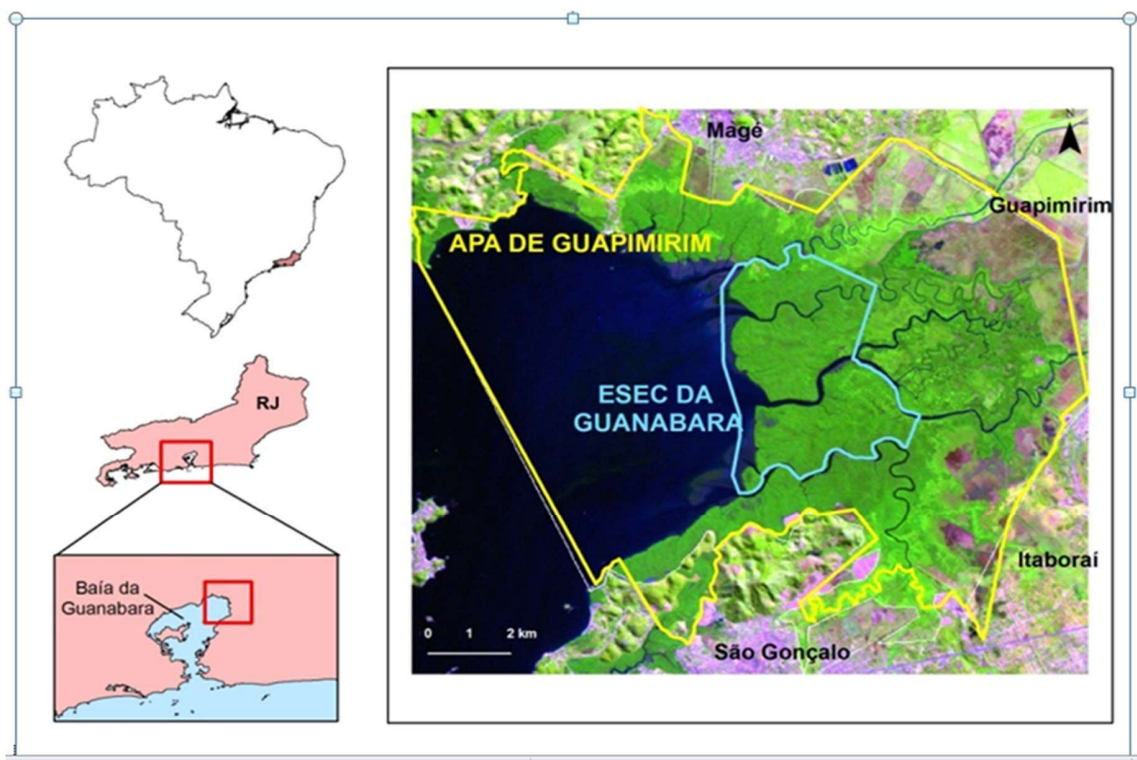 RJ
Baía da
Guanabara
Magé
N
Guapimirim
APA DE GUAPIMIRIM
ESEC DA
GUANABARA
Itaboraí
0 1 2 km
São Gonçalo